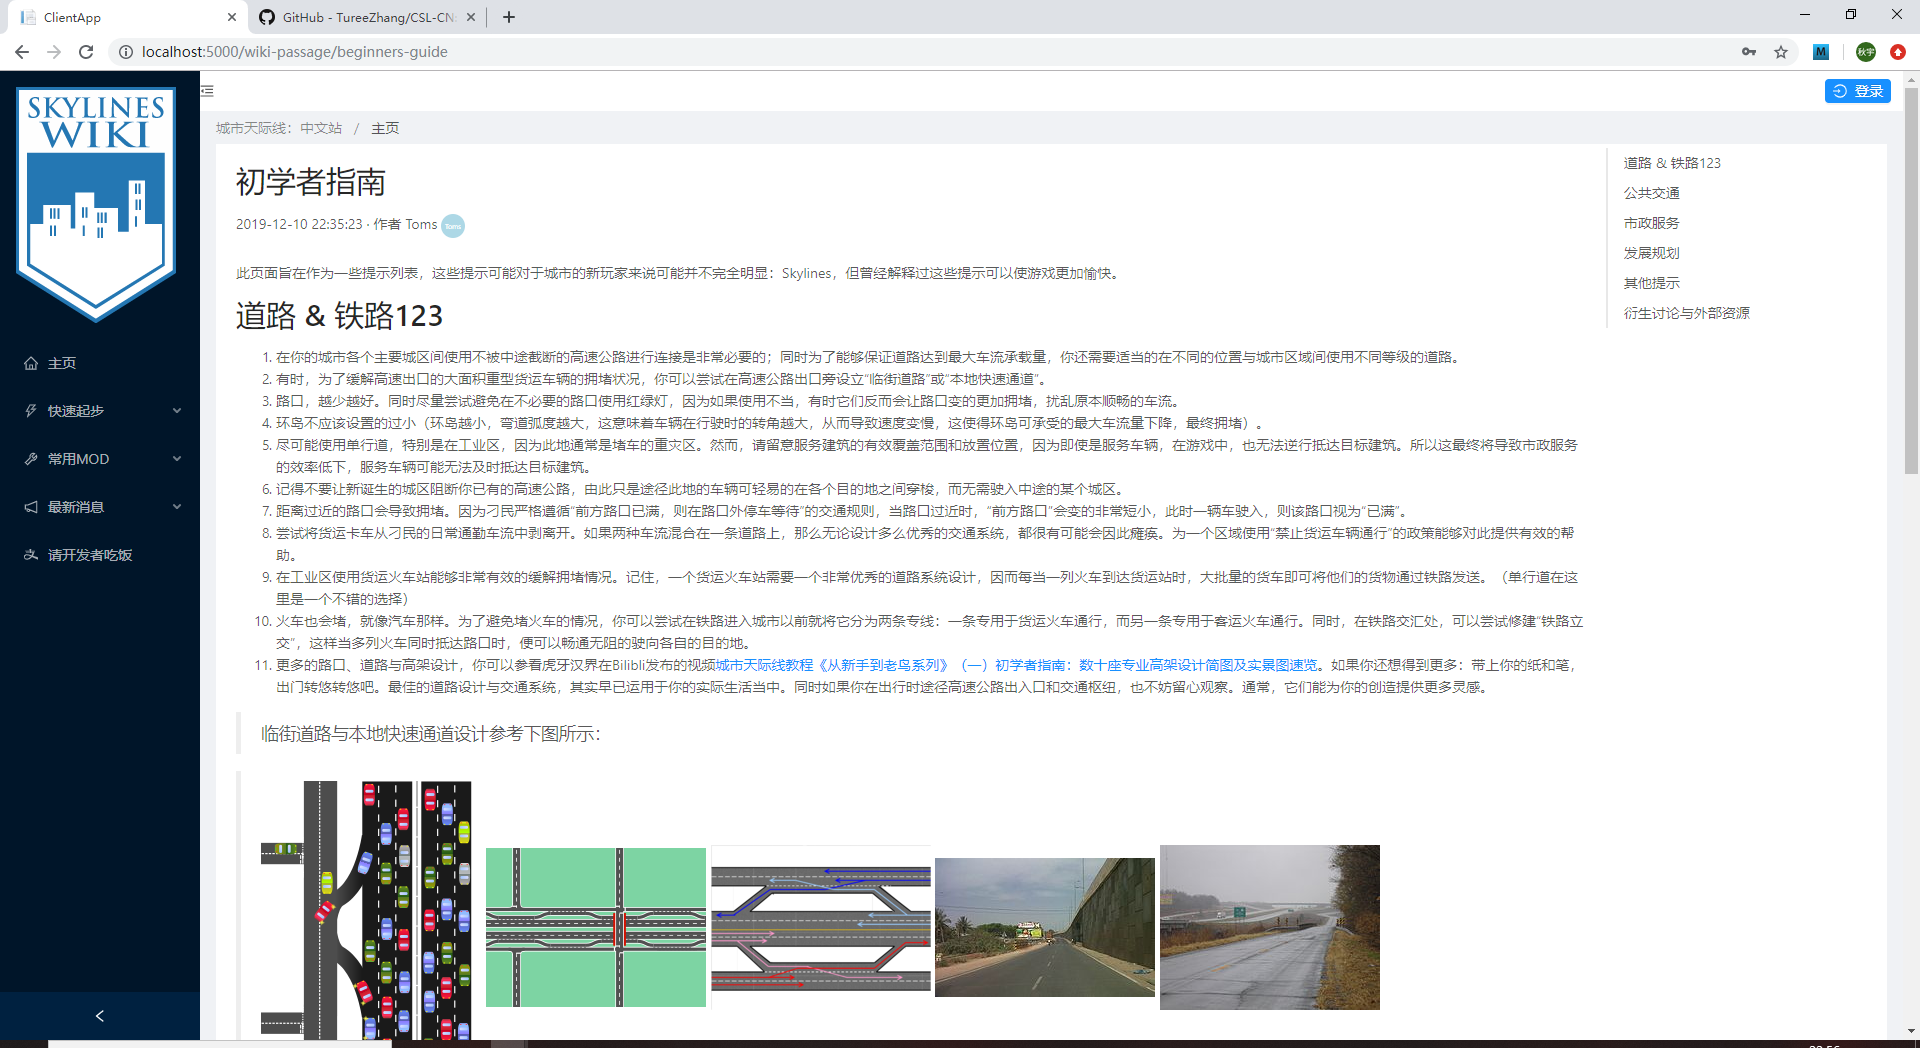 ClientApp
GitHub - TureeZhang/CSL-CN
localhost:5000/wiki-passage/beginners-guide
M
秋宇
SKYLINES
WIKI
主页
快速起步
常用MOD
最新消息
请开发者吃饭
登录
城市天际线：中文站 / 主页
初学者指南
2019-12-10 22:35:23 · 作者 Toms Toms
此页面旨在作为一些提示列表，这些提示可能对于城市的新玩家来说可能并不完全明显：Skylines，但曾经解释过这些提示可以使游戏更加愉快。
道路 & 铁路123
1. 在你的城市各个主要城区间使用不被中途截断的高速公路进行连接是非常必要的；同时为了能够保证道路达到最大车流承载量，你还需要适当的在不同的位置与城市区域间使用不同等级的道路。
2. 有时，为了缓解高速出口的大面积重型货运车辆的拥堵状况，你可以尝试在高速公路出口旁设立“临街道路”或“本地快速通道”。
3. 路口，越少越好。同时尽量尝试避免在不必要的路口使用红绿灯，因为如果使用不当，有时它们反而会让路口变的更加拥堵，扰乱原本顺畅的车流。
4. 环岛不应该设置的过小（环岛越小，弯道弧度越大，这意味着车辆在行驶时的转角越大，从而导致速度变慢，这使得环岛可承受的最大车流量下降，最终拥堵）。
5. 尽可能使用单行道，特别是在工业区，因为此地通常是堵车的重灾区。然而，请留意服务建筑的有效覆盖范围和放置位置，因为即使是服务车辆，在游戏中，也无法逆行抵达目标建筑。所以这最终将导致市政服务
的效率低下，服务车辆可能无法及时抵达目标建筑。
6. 记得不要让新诞生的城区阻断你已有的高速公路，由此只是途径此地的车辆可轻易的在各个目的地之间穿梭，而无需驶入中途的某个城区。
7. 距离过近的路口会导致拥堵。因为刁民严格遵循“前方路口已满，则在路口外停车等待”的交通规则，当路口过近时，“前方路口”会变的非常短小，此时一辆车驶入，则该路口视为“已满”。
8. 尝试将货运卡车从刁民的日常通勤车流中剥离开。如果两种车流混合在一条道路上，那么无论设计多么优秀的交通系统，都很有可能会因此瘫痪。为一个区域使用“禁止货运车辆通行”的政策能够对此提供有效的帮
助。
9. 在工业区使用货运火车站能够非常有效的缓解拥堵情况。记住，一个货运火车站需要一个非常优秀的道路系统设计，因而每当一列火车到达货运站时，大批量的货车即可将他们的货物通过铁路发送。（单行道在这
里是一个不错的选择）
10. 火车也会堵，就像汽车那样。为了避免堵火车的情况，你可以尝试在铁路进入城市以前就将它分为两条专线：一条专用于货运火车通行，而另一条专用于客运火车通行。同时，在铁路交汇处，可以尝试修建“铁路立
交”，这样当多列火车同时抵达路口时，便可以畅通无阻的驶向各自的目的地。
11. 更多的路口、道路与高架设计，你可以参看虎牙汉界在Bilibli发布的视频城市天际线教程《从新手到老鸟系列》（一）初学者指南：数十座专业高架设计简图及实景图速览。如果你还想得到更多：带上你的纸和笔，
出门转悠转悠吧。最佳的道路设计与交通系统，其实早已运用于你的实际生活当中。同时如果你在出行时途径高速公路出入口和交通枢纽，也不妨留心观察。通常，它们能为你的创造提供更多灵感。
临街道路与本地快速通道设计参考下图所示：
道路 & 铁路123
公共交通
市政服务
发展规划
其他提示
衍生讨论与外部资源